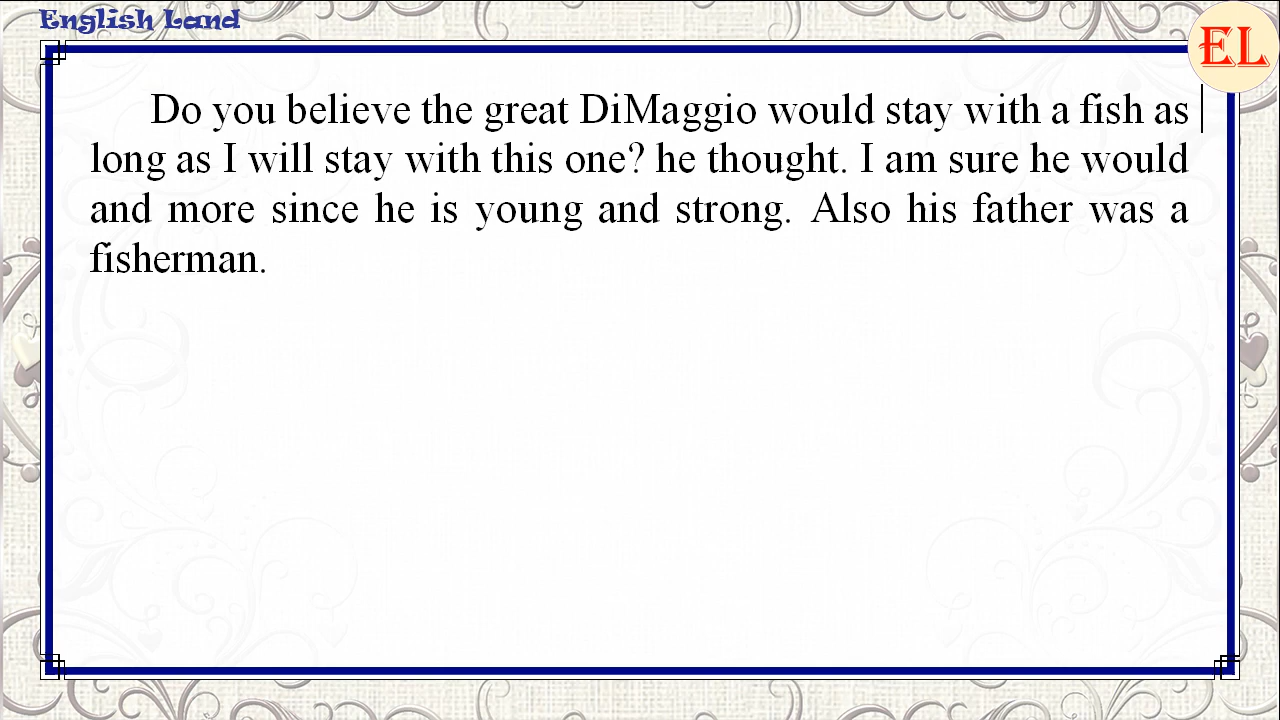 English Land
EL
Do you believe the great DiMaggio would stay with a fish as
long as I will stay with this one? he thought. I am sure he would
and more since he is young and strong. Also his father was a
fisherman.